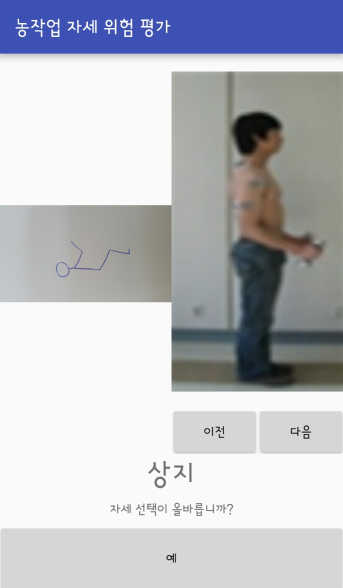 농작업 자세 위험 평가
이전
다음
상지
자세 선택이 올바릅니까?
예